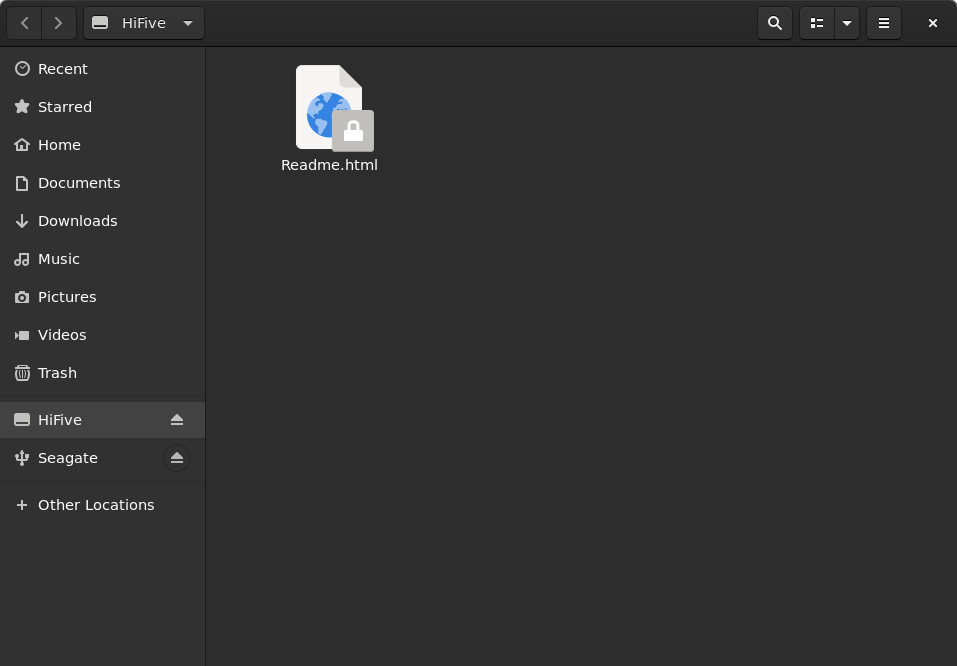 HiFive
Recent
Starred
Home
Documents
Downloads
Music
Pictures
Videos
Trash
HiFive
Seagate
Other Locations
Readme.html